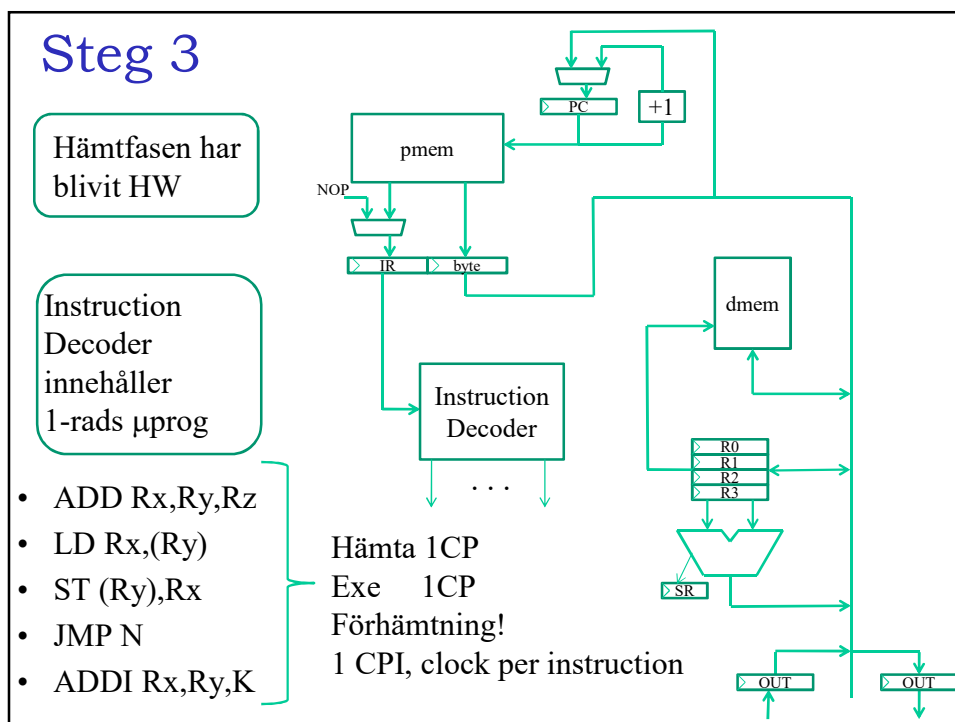 Steg 3
Hämtfasen har
blivit HW
Instruction
Decoder
innehåller
1-rads μprog
• ADD Rx,Ry,Rz
• LD Rx,(Ry)
• ST (Ry),Rx
• JMP N
• ADDI Rx,Ry,K
Hämta 1CP
Exe 1CP
Förhämtning!
1 CPI, clock per instruction
PC
+1
pmem
NOP
IR
byte
Instruction
Decoder
. . .
dmem
R0
R1
R2
R3
SR
OUT
OUT